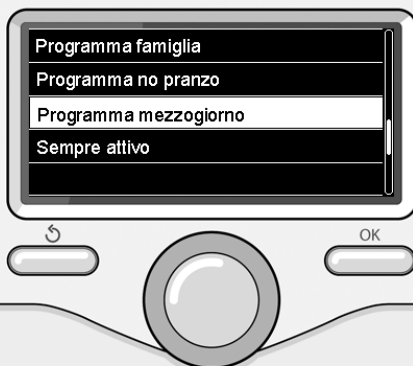 Programma famiglia
Programma no pranzo
Programma mezzogiorno
Sempre attivo
OK